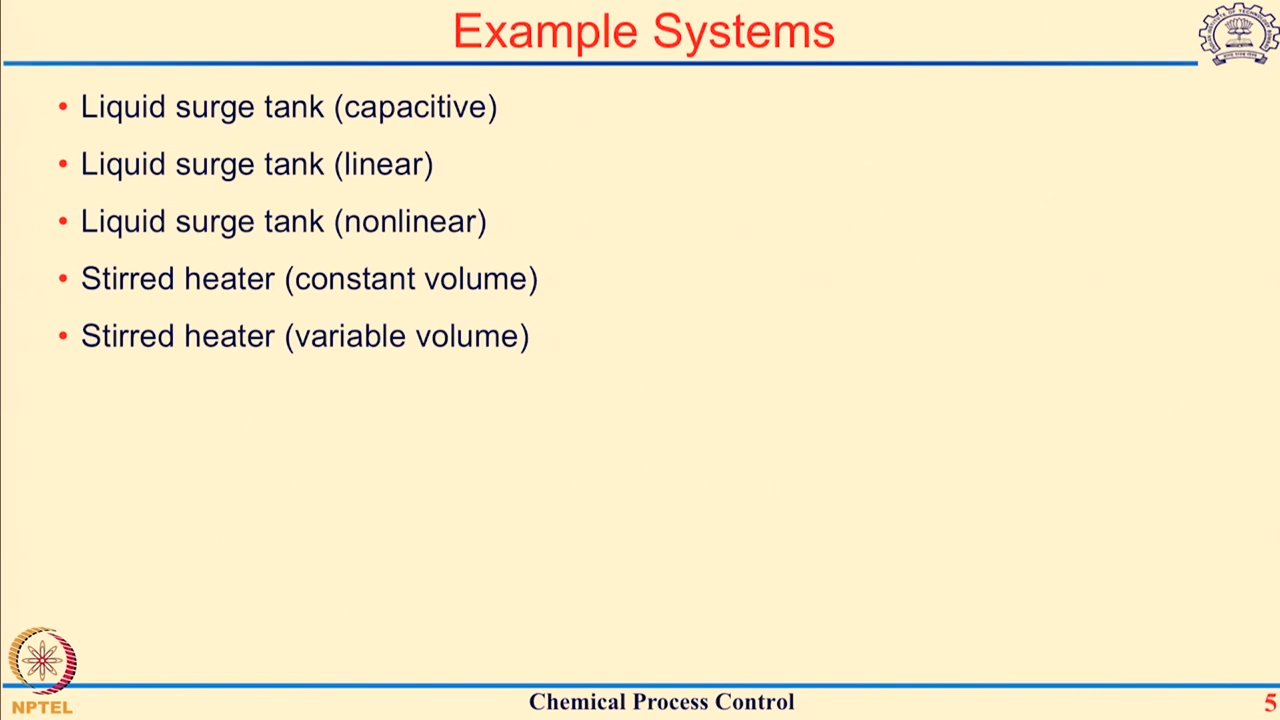 Example Systems
• Liquid surge tank (capacitive)
• Liquid surge tank (linear)
• Liquid surge tank (nonlinear)
• Stirred heater (constant volume)
• Stirred heater (variable volume)
NPTEL
Chemical Process Control
5